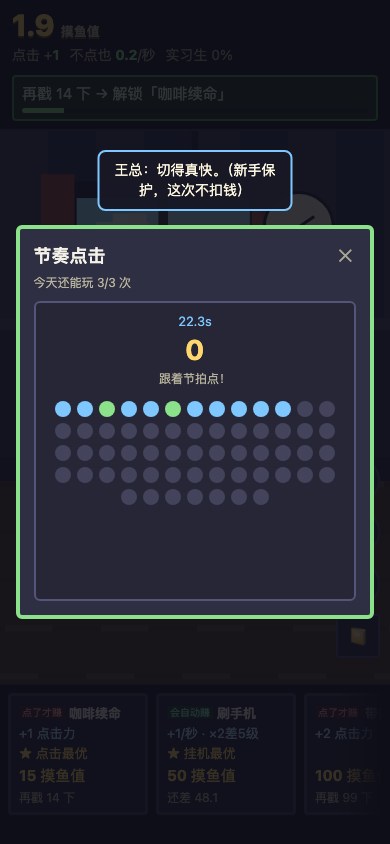 1.9 摸鱼值
点击 +1 不点也 0.2/秒 实习生 0%
再戳 14 下 → 解锁「咖啡续命」
王总：切得真快。（新手保
护，这次不扣钱）
节奏点击
今天还能玩 3/3 次
22.3s
0
跟着节拍点！
点了才赚 咖啡续命
+1 点击力
★ 点击最优
15 摸鱼值
再戳 14 下
会自动赚 刷手机
+1/秒 · ×2差5级
★ 挂机最优
50 摸鱼值
还差 48.1
点了才赚
+2 点击力
100 摸鱼
再戳 99 下